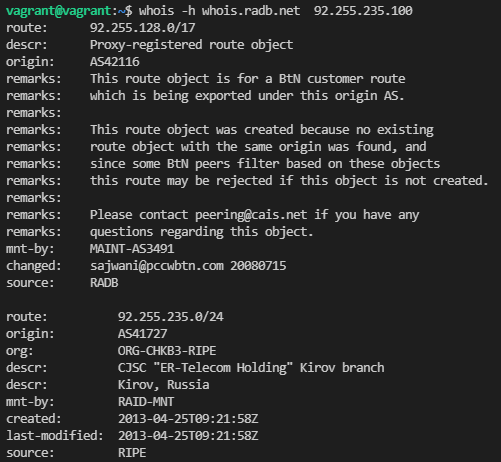 vagrant@vagrant:~$ whois -h whois.radb.net  92.255.235.100
route:      92.255.128.0/17
descr:      Proxy-registered route object
origin:     AS42116
remarks:    This route object is for a BtN customer route
remarks:    which is being exported under this origin AS.
remarks:
remarks:    This route object was created because no existing
remarks:    route object with the same origin was found, and
remarks:    since some BtN peers filter based on these objects
remarks:    this route may be rejected if this object is not created.
remarks:
remarks:    Please contact peering@cais.net if you have any
remarks:    questions regarding this object.
mnt-by:     MAINT-AS3491
changed:    sajwani@pccwbtn.com 20080715
source:     RADB

route:          92.255.235.0/24
origin:         AS41727
org:            ORG-CHKB3-RIPE
descr:          CJSC "ER-Telecom Holding" Kirov branch
descr:          Kirov, Russia
mnt-by:         RAID-MNT
created:        2013-04-25T09:21:58Z
last-modified:  2013-04-25T09:21:58Z
source:         RIPE